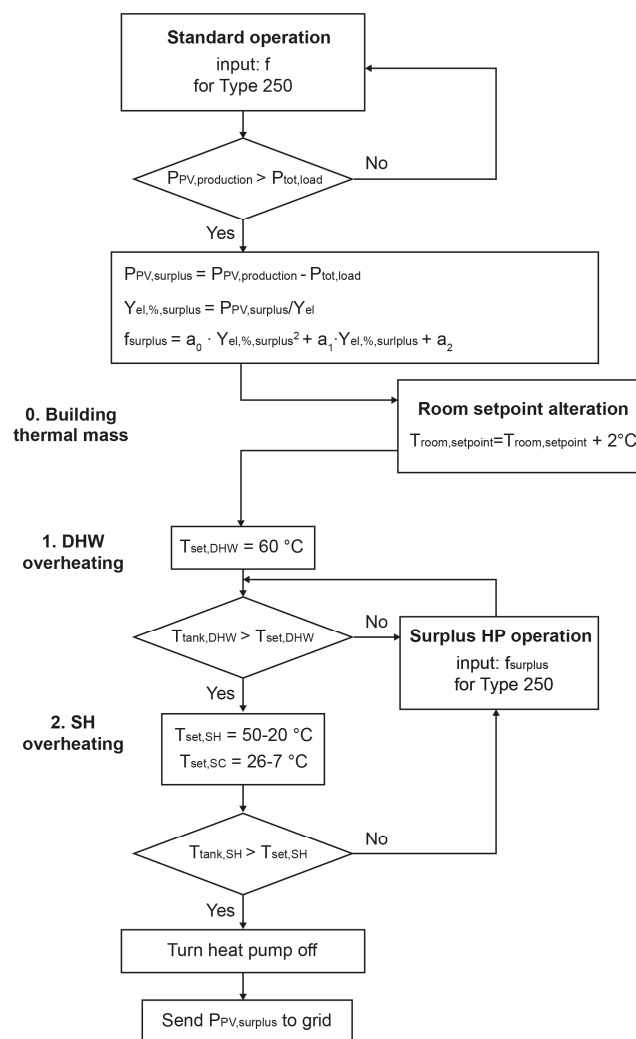 Standard operation
input: f
for Type 250
No
PPV,production > Ptot,load
Yes
PPV,surplus = PPV,production - Ptot,load
Yel,%,surplus = PPV,surplus/Yel
fsurplus = a0 · Yel,%,surplus² + a1·Yel,%,surlplus + a2
0. Building
thermal mass
Room setpoint alteration
Troom,setpoint=Troom,setpoint + 2°C
1. DHW
overheating
Tset,DHW = 60 °C
Ttank,DHW > Tset,DHW
No
Surplus HP operation
input: fsurplus
for Type 250
Yes
2. SH
overheating
Tset,SH = 50-20 °C
Tset,SC = 26-7 °C
Ttank,SH > Tset,SH
No
Yes
Turn heat pump off
Send PPV,surplus to grid